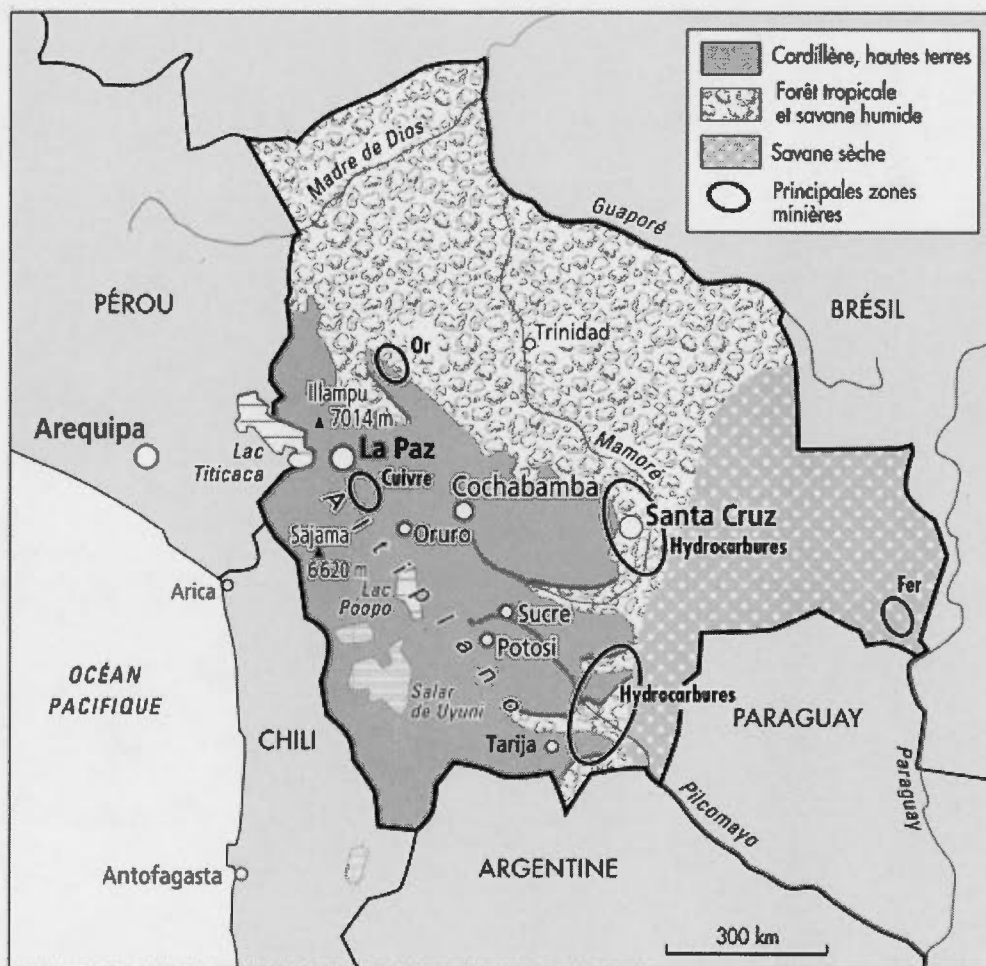 Cordillère, hautes terres
Forêt tropicale
et savane humide
Savane sèche
Principales zones
minières
Madre de Dios
Guaporé
PÉROU
BRÉSIL
Trinidad
Or
Illampu
7014 m
Mamoré
Arequipa
La Paz
Lac
Titicaca
Cuivre
Cochabamba
Santa Cruz
Hydrocarbures
Altiplano
Oruro
Sajama
6620 m
Lac
Poopo
Arica
Fer
Sucre
Potosi
OCÉAN
PACIFIQUE
Salar
de Uyuni
Hydrocarbures
CHILI
PARAGUAY
Tarija
Paraguay
Pilcomayo
Antofagasta
ARGENTINE
300 km